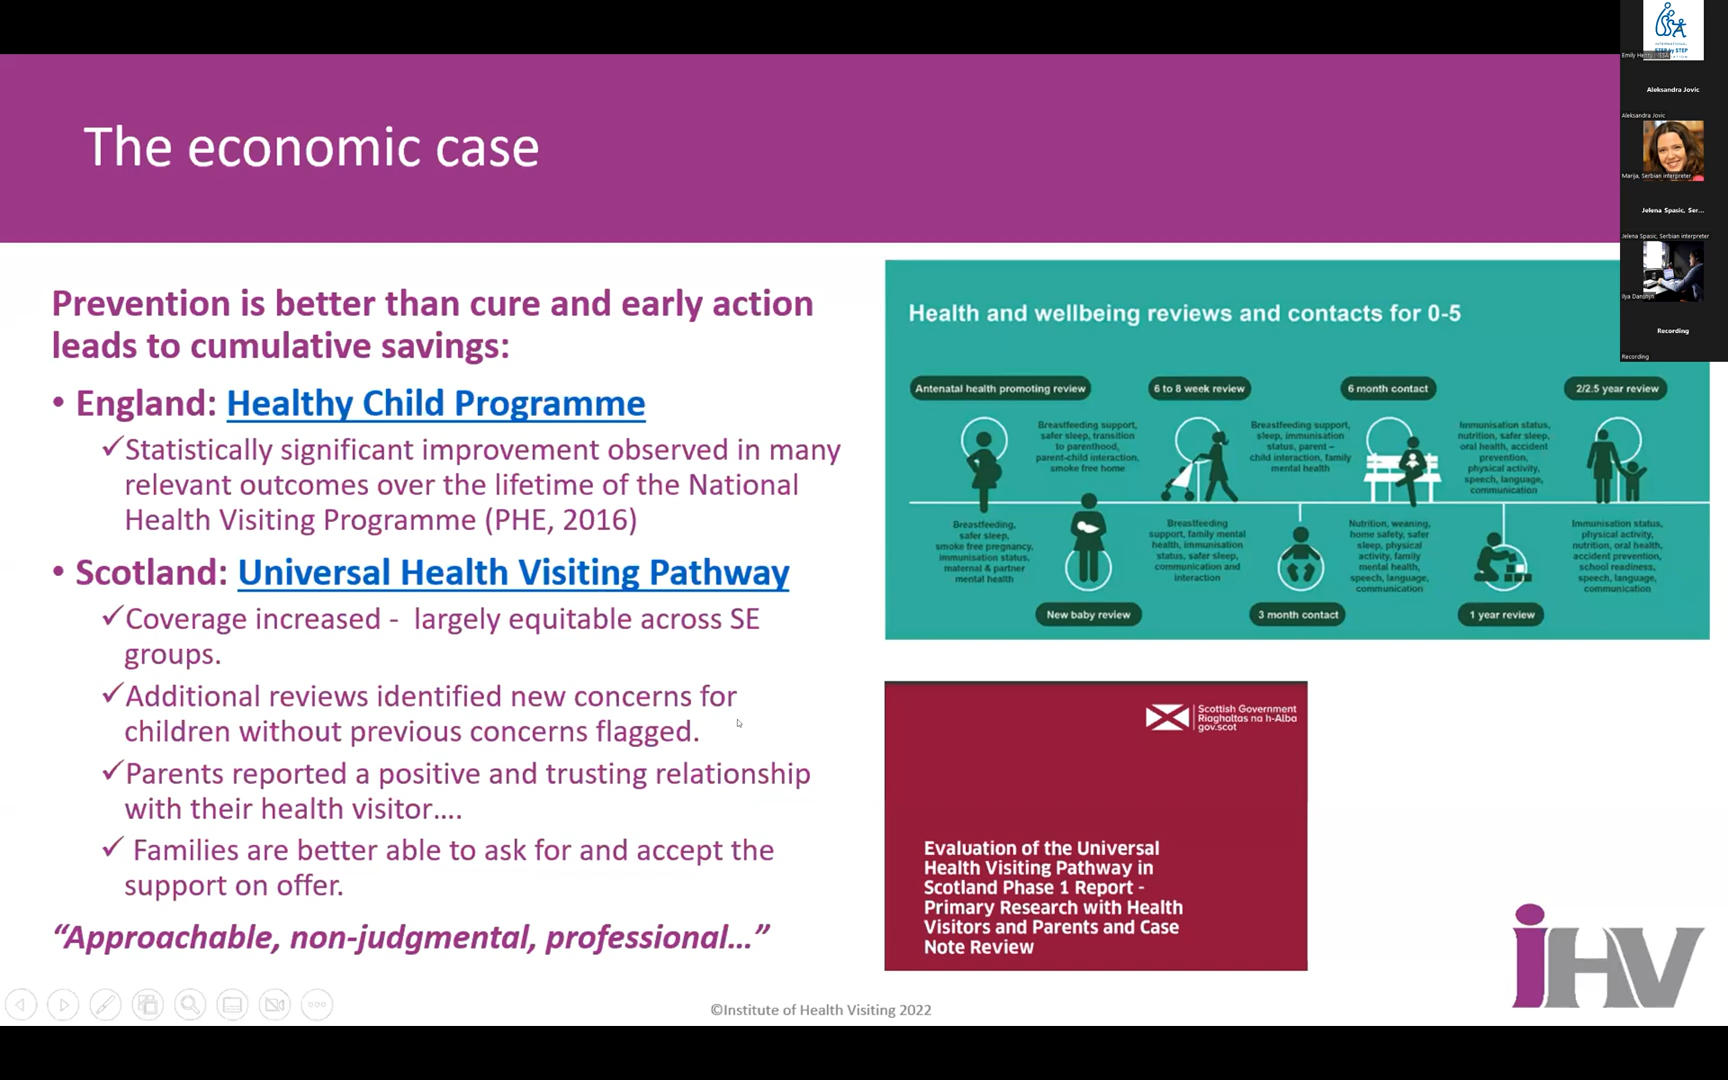 The economic case
Prevention is better than cure and early action
leads to cumulative savings:
• England: Healthy Child Programme
✓Statistically significant improvement observed in many
relevant outcomes over the lifetime of the National
Health Visiting Programme (PHE, 2016)
• Scotland: Universal Health Visiting Pathway
✓Coverage increased - largely equitable across SE
groups.
✓Additional reviews identified new concerns for
children without previous concerns flagged.
✓Parents reported a positive and trusting relationship
with their health visitor....
✓ Families are better able to ask for and accept the
support on offer.
“Approachable, non-judgmental, professional...”
Health and wellbeing reviews and contacts for 0-5
Antenatal health promoting review
6 to 8 week review
6 month contact
2/2.5 year review
Breastfeeding support,
safer sleep, transition
to parenthood,
parent-child interaction,
smoke free home
Breastfeeding support,
sleep, immunisation
status, parent –
child interaction, family
mental health
Immunisation status,
nutrition, safer sleep,
oral health, accident
prevention,
physical activity,
speech, language,
communication
Breastfeeding,
safer sleep,
smoke free pregnancy,
immunisation status,
maternal & partner
mental health
Breastfeeding
support, family mental
health, immunisation
status, safer sleep,
communication and
interaction
Nutrition, weaning,
home safety, safer
sleep, physical
activity, family
mental health,
speech, language,
communication
Immunisation status,
physical activity,
nutrition, oral health,
accident prevention,
school readiness,
speech, language,
communication
New baby review
3 month contact
1 year review
Scottish Government
Riaghaltas na h-Alba
gov.scot
Evaluation of the Universal
Health Visiting Pathway in
Scotland Phase 1 Report -
Primary Research with Health
Visitors and Parents and Case
Note Review
iHV
©Institute of Health Visiting 2022
INTERNATIONAL
STEP by STEP
Emily
Aleksandra Jovic
Aleksandra Jovic
Marija, Serbian interpreter
Jelena Spasic, Ser...
Jelena Spasic, Serbian interpreter
Ilya Danshyn
Recording
Recording